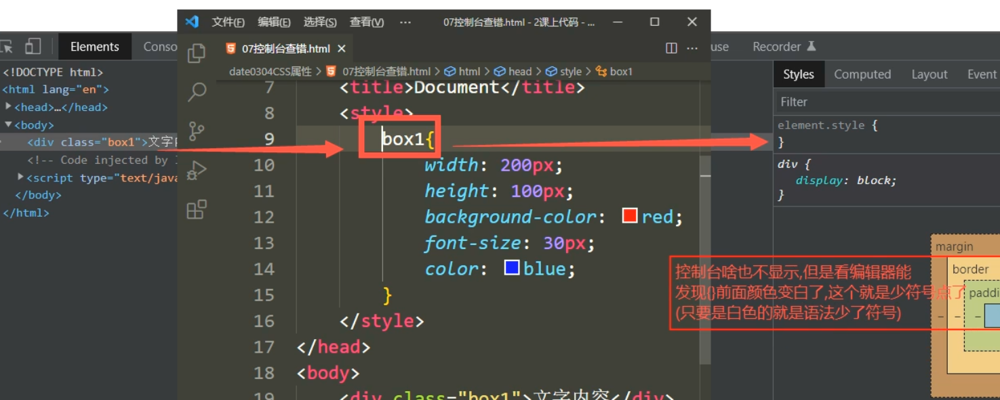 文件(F) 编辑(E) 选择(S) 查看(V) ··· 07控制台查错.html - 2课上代码 - ...
Elements
Conso
07控制台查错.html
use
Recorder
date0304CSS属性 > 07控制台查错.html > html > head > style > box1
<!DOCTYPE html>
<html lang="en">
<head>…</head>
<body>
<div class="box1">文字
<!-- Code injected by
<script type="text/java
</body>
</html>
7 <title>Document</title>
8 <style>
9 box1{
10 width: 200px;
11 height: 100px;
12 background-color: red;
13 font-size: 30px;
14 color: blue;
15 }
16 </style>
17 </head>
18 <body>
19 <div class="box1">文字内容</div>
Styles Computed Layout Event
Filter
element.style {
}
div {
display: block;
}
margin
border
paddi
控制台啥也不显示,但是看编辑器能
发现{}前面颜色变白了,这个就是少符号点了
(只要是白色的就是语法少了符号)